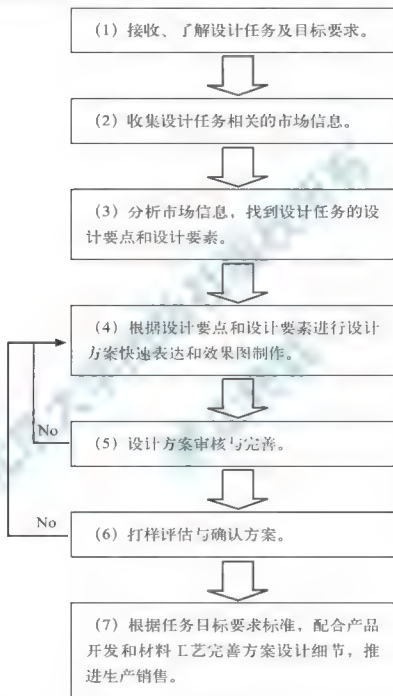 （1）接收、了解设计任务及目标要求。
（2）收集设计任务相关的市场信息。
（3）分析市场信息，找到设计任务的设
计要点和设计要素。
（4）根据设计要点和设计要素进行设计
方案快速表达和效果图制作。
No
（5）设计方案审核与完善。
No
（6）打样评估与确认方案。
（7）根据任务目标要求标准，配合产品
开发和材料工艺完善方案设计细节，推
进生产销售。